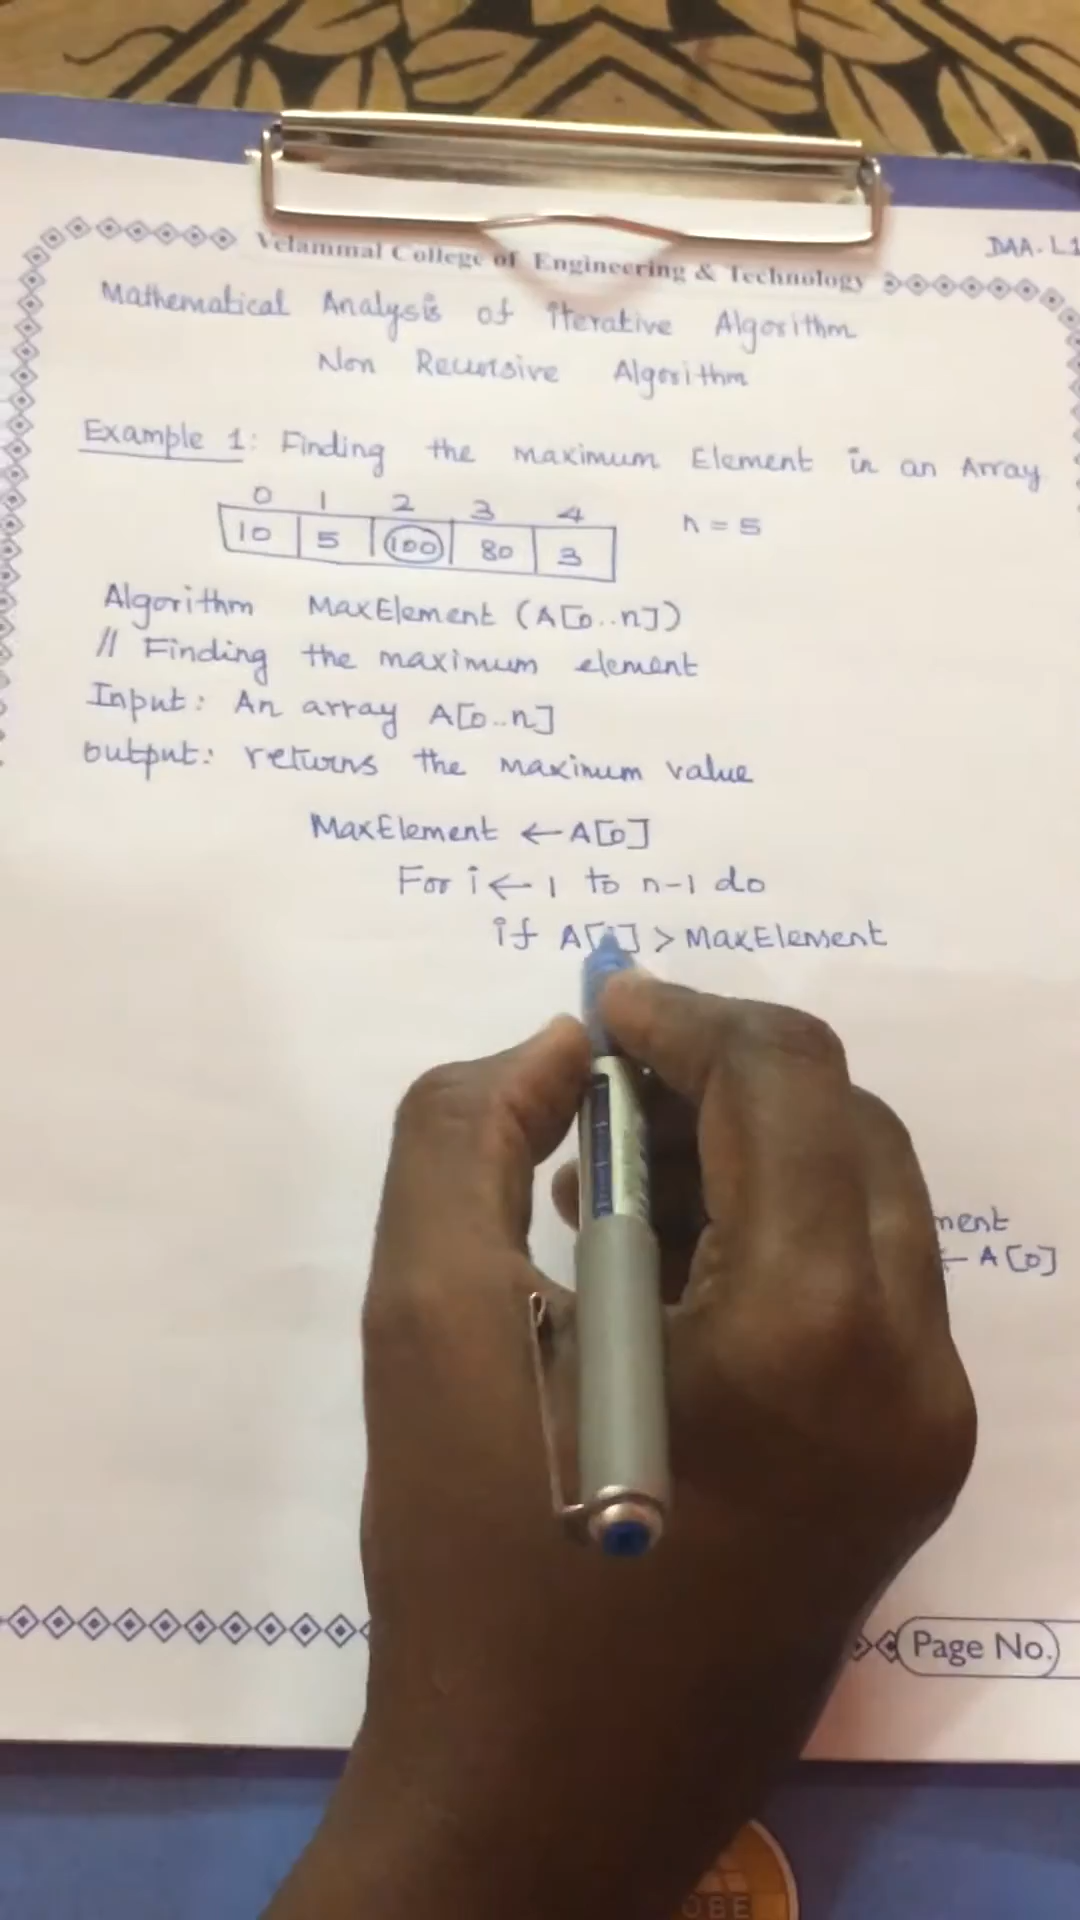 Velammal College of Engineering & Technology
DAA. L1
Mathematical Analysis of iterative Algorithm
Non Recursive Algorithm
Example 1: Finding the maximum Element in an Array
0 1 2 3 4
10 5 100 80 3 n = 5
Algorithm MaxElement (A[0..n])
// Finding the maximum element
Input: An array A[0..n]
output: returns the maximum value
MaxElement ← A[0]
For i ← 1 to n-1 do
if A[i] > MaxElement
ment
← A[0]
Page No.
OBE